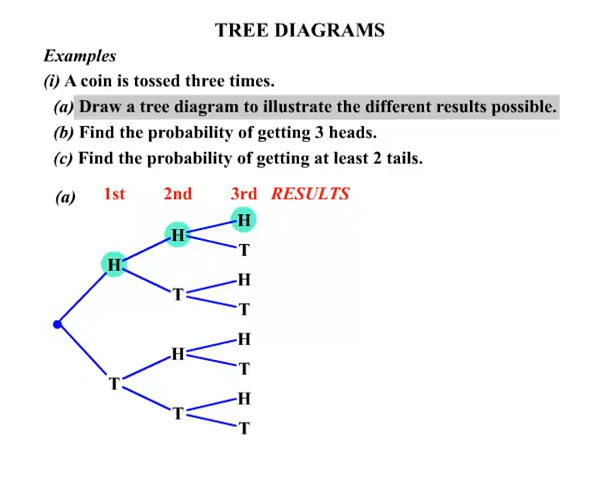 TREE DIAGRAMS
Examples
(i) A coin is tossed three times.
(a) Draw a tree diagram to illustrate the different results possible.
(b) Find the probability of getting 3 heads.
(c) Find the probability of getting at least 2 tails.
(a) 1st 2nd 3rd RESULTS
H
H
T
H
H
T
T
H
H
T
T
H
T
T